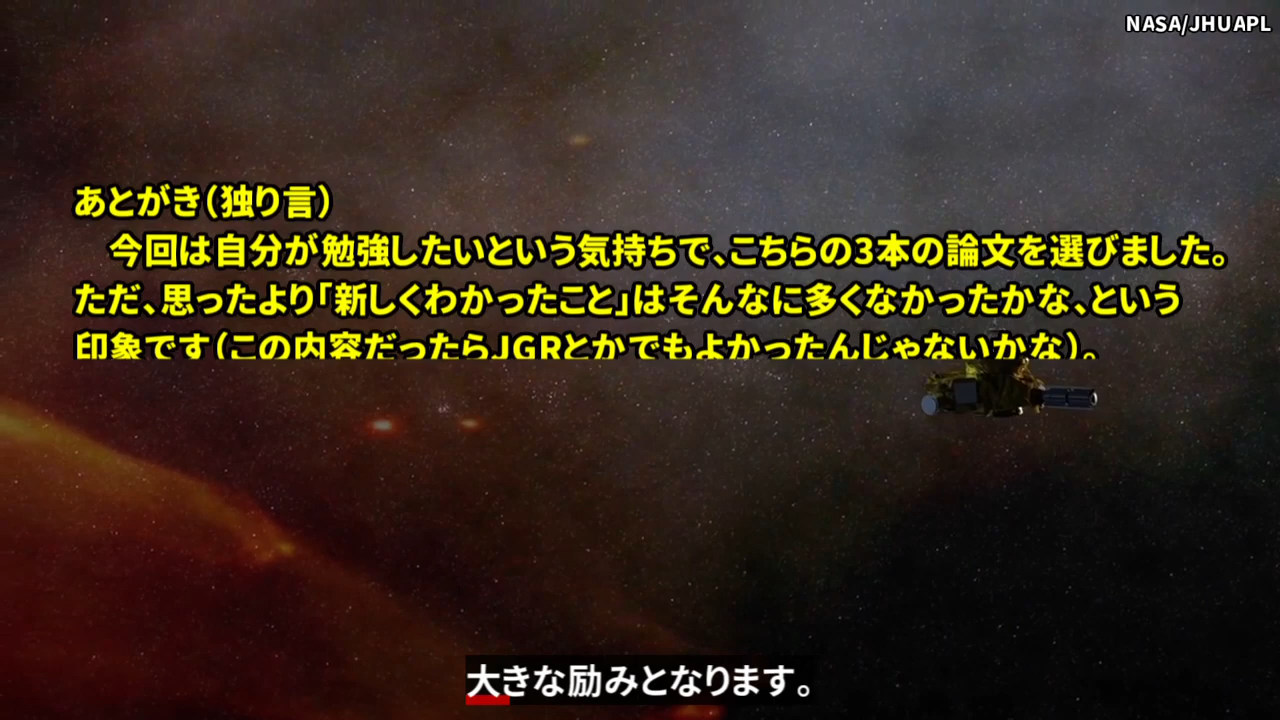 NASA/JHUAPL
あとがき（独り言）
今回は自分が勉強したいという気持ちで、こちらの3本の論文を選びました。
ただ、思ったより「新しくわかったこと」はそんなに多くなかったかな、という
印象です（この内容だったらJGRとかでもよかったんじゃないかな）。
大きな励みとなります。